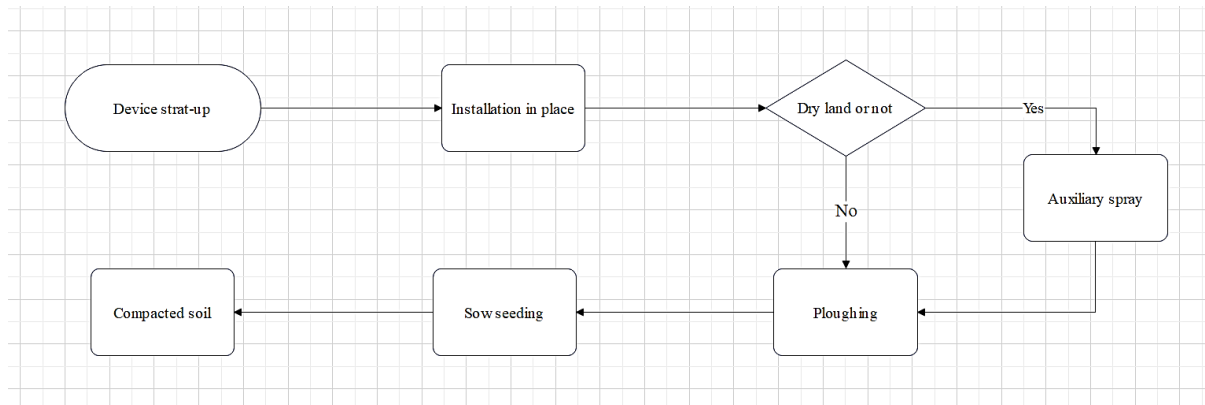 Device strat-up
Installation in place
Dry land or not
Yes
Auxiliary spray
No
Compacted soil
Sow seeding
Ploughing